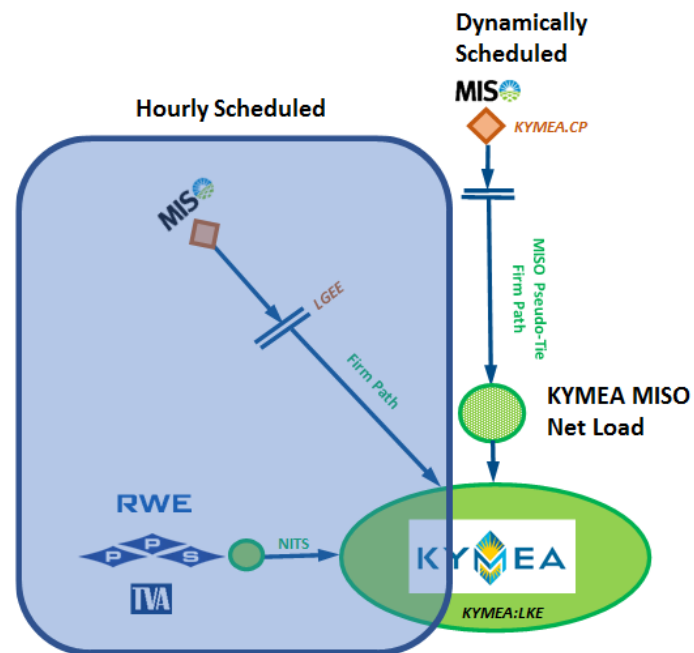 Dynamically
Scheduled
MISO
KYMEA.CP
Hourly Scheduled
MISO
LGEE
Firm Path
MISO Pseudo-Tie
Firm Path
KYMEA MISO
Net Load
RWE
P P S
NITS
TVA
KYMEA
KYMEA:LKE